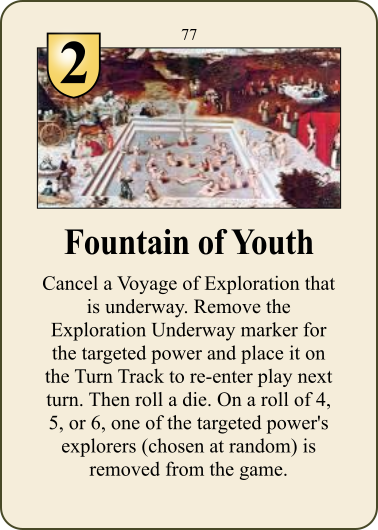 77
2
Fountain of Youth
Cancel a Voyage of Exploration that
is underway. Remove the
Exploration Underway marker for
the targeted power and place it on
the Turn Track to re-enter play next
turn. Then roll a die. On a roll of 4,
5, or 6, one of the targeted power's
explorers (chosen at random) is
removed from the game.